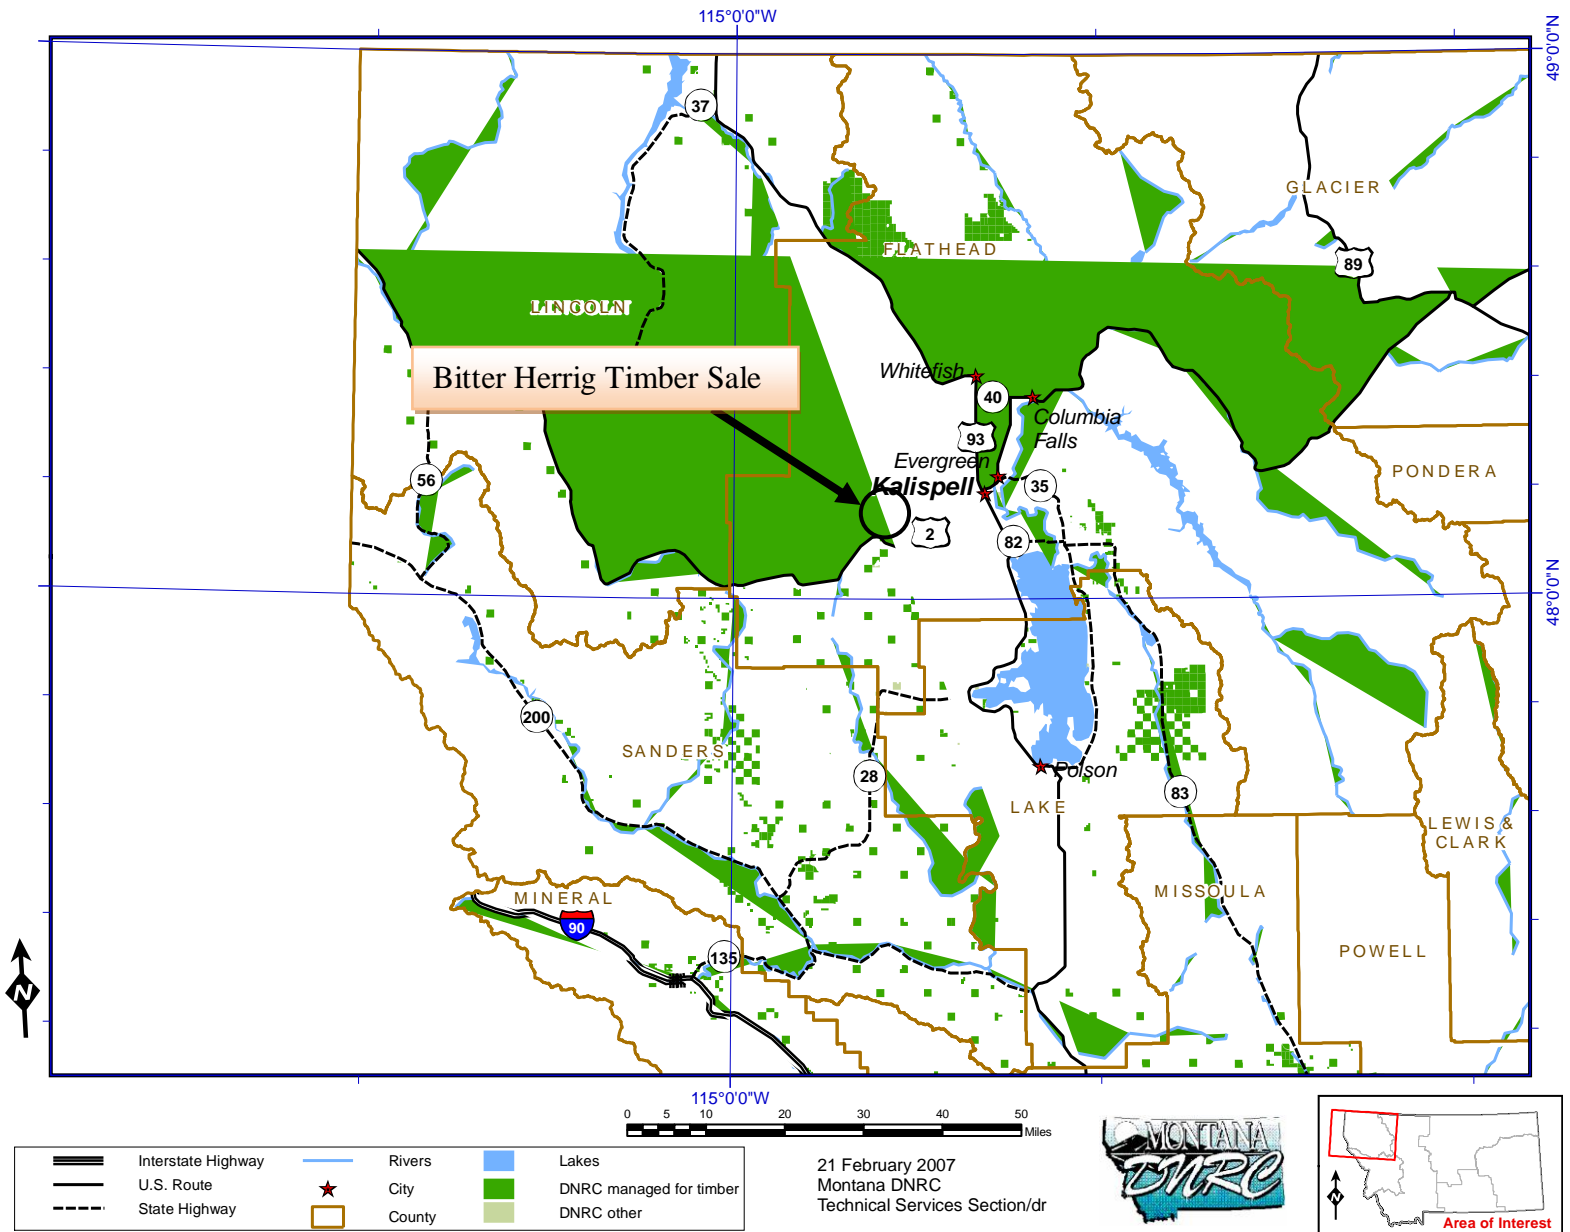 115°0'0"W
49°0'0"N
37
GLACIER
FLATHEAD
89
LINCOLN
Bitter Herrig Timber Sale
Whitefish
40
Columbia
Falls
93
Evergreen
Kalispell
35
56
PONDERA
2
82
48°0'0"N
200
SANDERS
28
Polson
LAKE
83
LEWIS &
CLARK
MINERAL
MISSOULA
90
POWELL
135
N
115°0'0"W
0 5 10 20 30 40 50
Miles
Interstate Highway
U.S. Route
State Highway
Rivers
City
County
Lakes
DNRC managed for timber
DNRC other
21 February 2007
Montana DNRC
Technical Services Section/dr
MONTANA
DNRC
N
Area of Interest